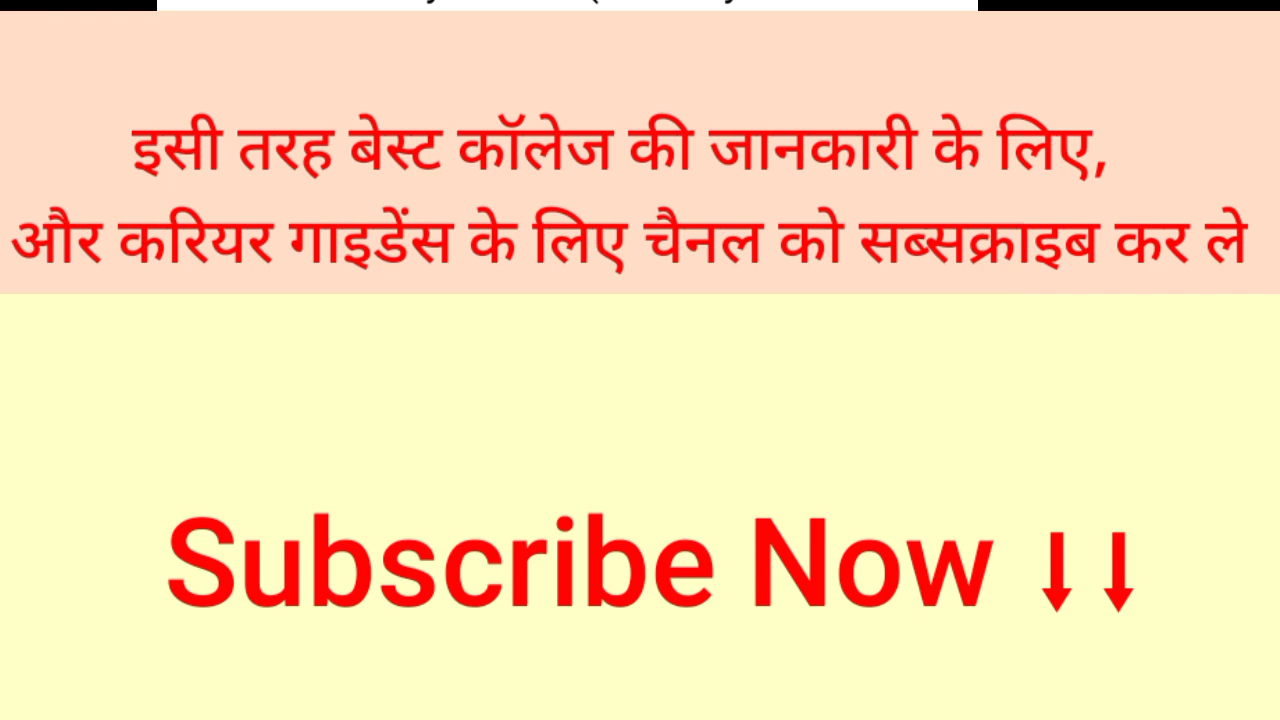 इसी तरह बेस्ट कॉलेज की जानकारी के लिए,
और करियर गाइडेंस के लिए चैनल को सब्सक्राइब कर ले
Subscribe Now ↓↓